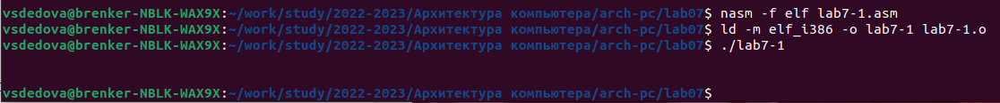 vsdedova@brenker-NBLK-WAX9X:~/work/study/2022-2023/Архитектура компьютера/arch-pc/lab07$ nasm -f elf lab7-1.asm
vsdedova@brenker-NBLK-WAX9X:~/work/study/2022-2023/Архитектура компьютера/arch-pc/lab07$ ld -m elf_i386 -o lab7-1 lab7-1.o
vsdedova@brenker-NBLK-WAX9X:~/work/study/2022-2023/Архитектура компьютера/arch-pc/lab07$ ./lab7-1
vsdedova@brenker-NBLK-WAX9X:~/work/study/2022-2023/Архитектура компьютера/arch-pc/lab07$